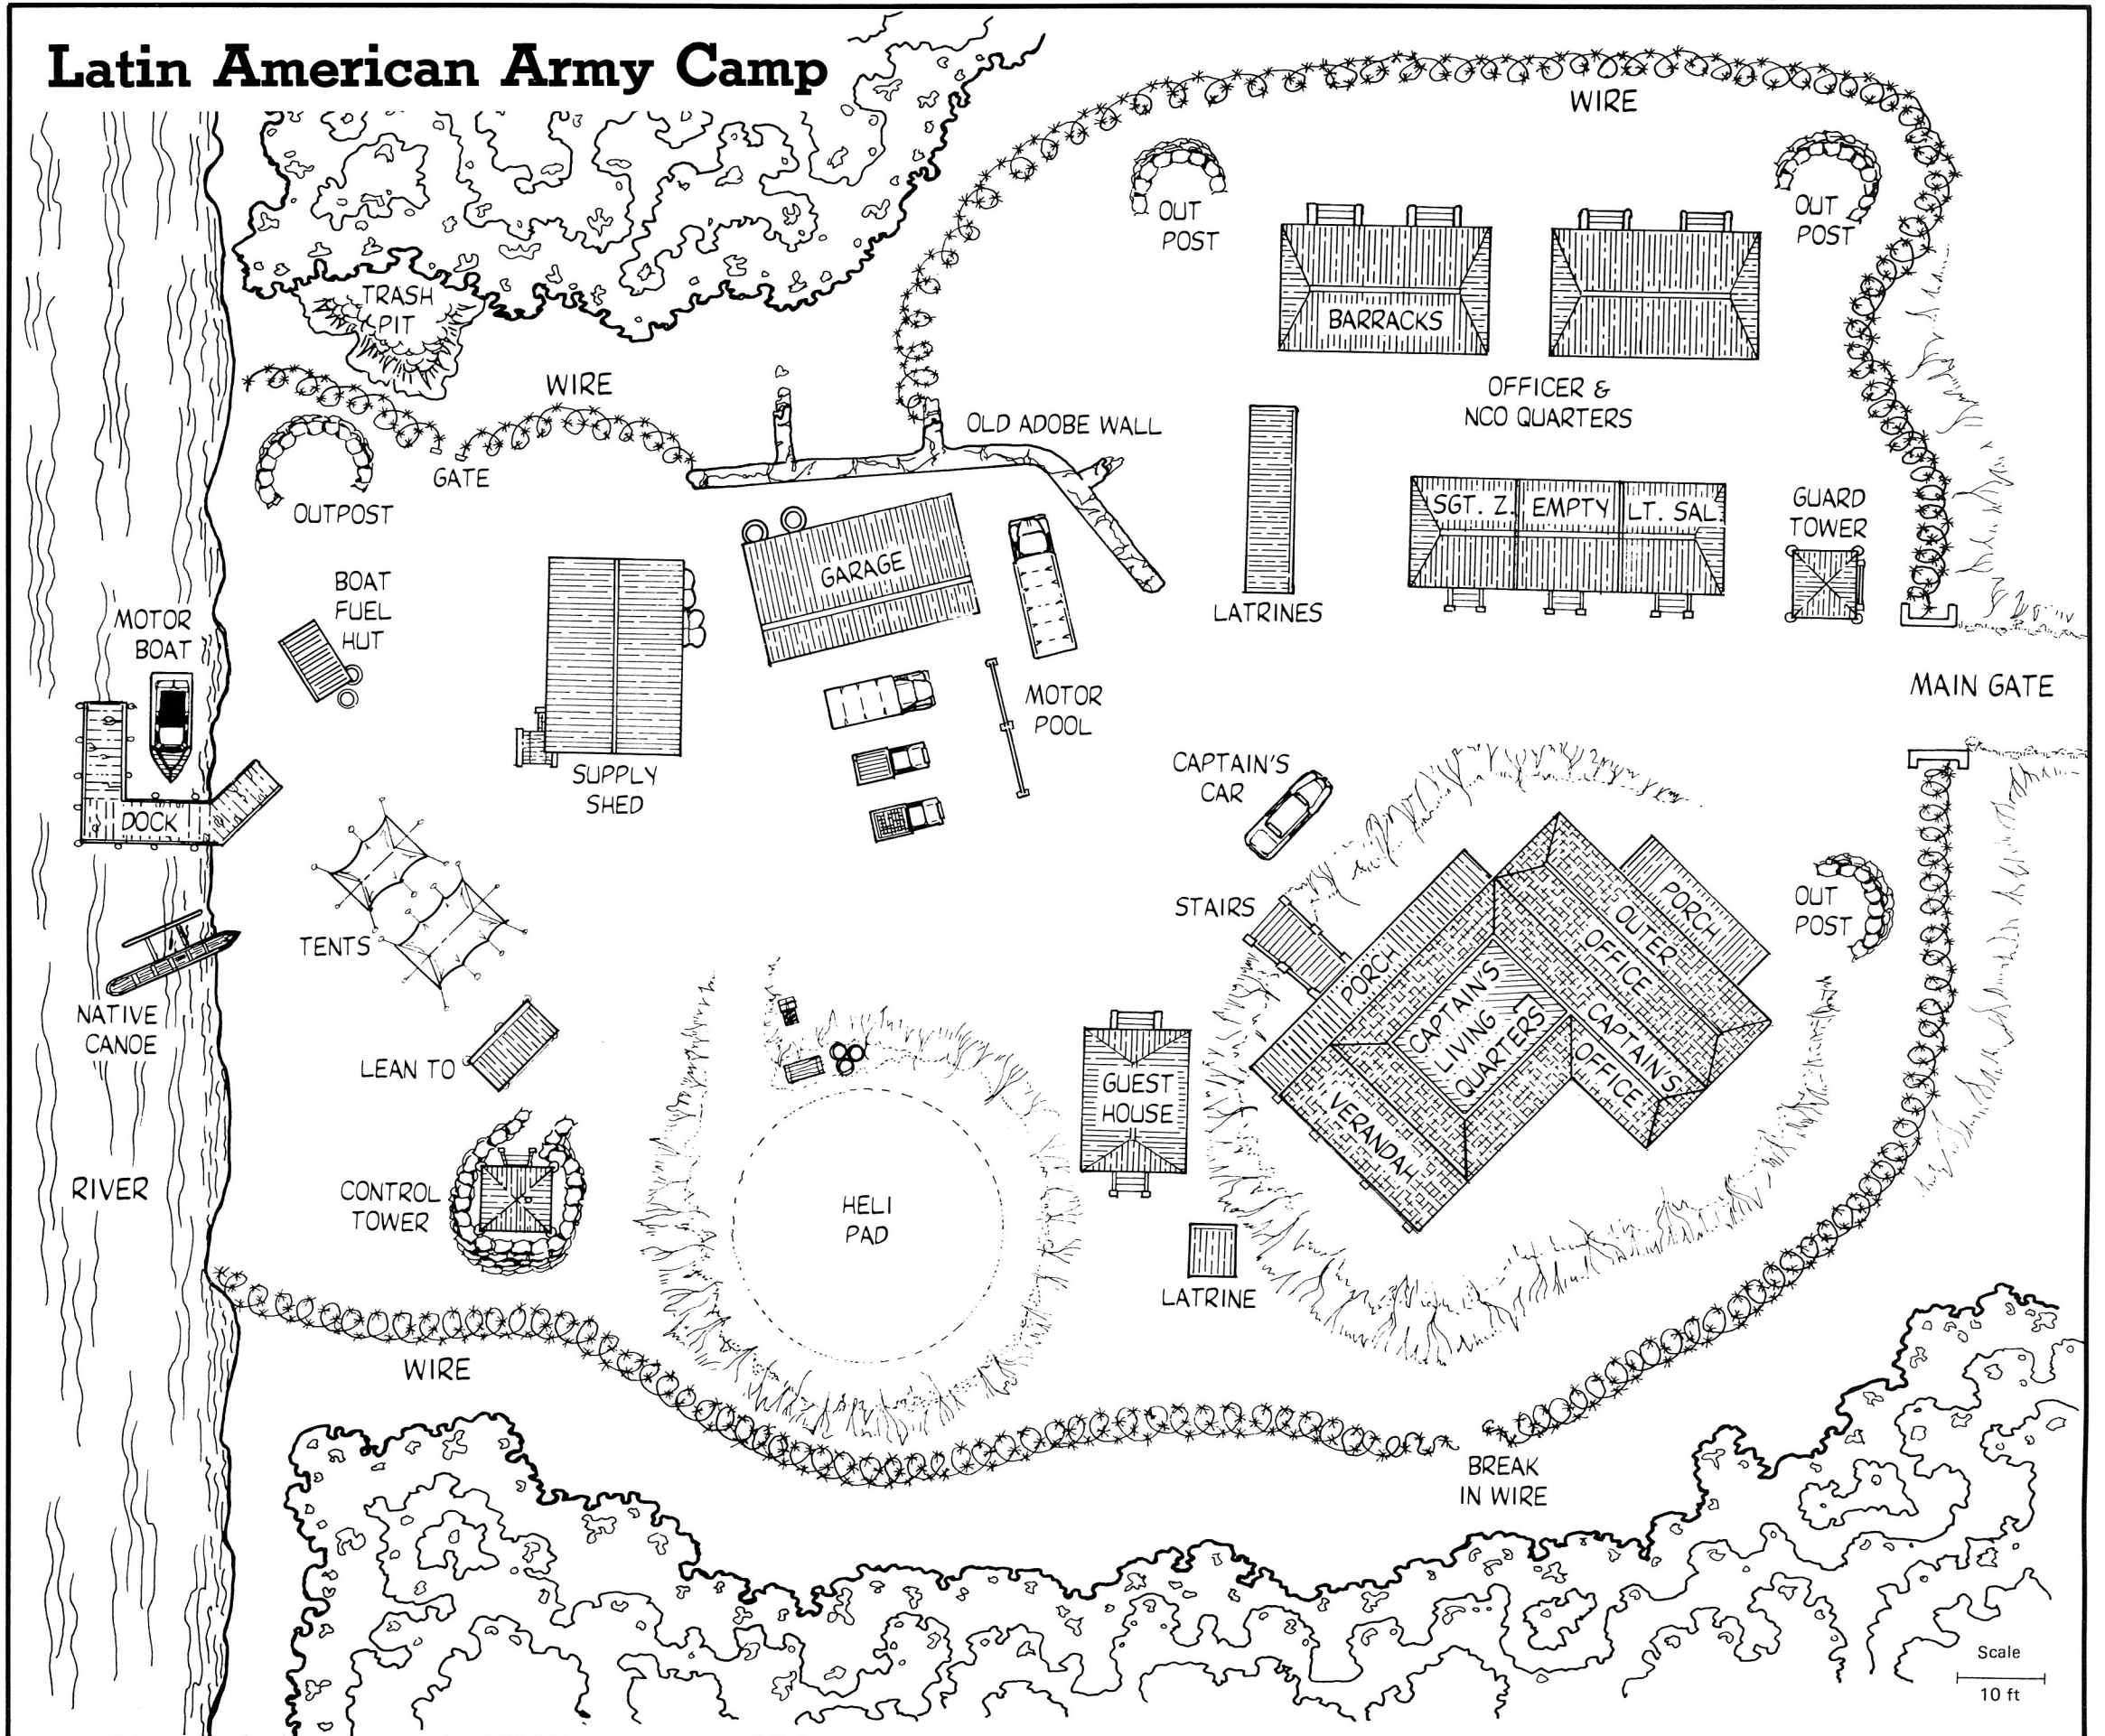 Latin American Army Camp
WIRE
OUT
POST
OUT
POST
TRASH
PIT
BARRACKS
WIRE
OFFICER &
NCO QUARTERS
OLD ADOBE WALL
GATE
OUTPOST
SGT. Z.
EMPTY
LT. SAL.
GUARD
TOWER
GARAGE
BOAT
FUEL
HUT
LATRINES
MOTOR
BOAT
MAIN GATE
MOTOR
POOL
SUPPLY
SHED
CAPTAIN'S
CAR
DOCK
STAIRS
PORCH
OUT
POST
OUTER
OFFICE
TENTS
PORCH
CAPTAIN'S
LIVING
QUARTERS
NATIVE
CANOE
CAPTAIN'S
OFFICE
LEAN TO
GUEST
HOUSE
VERANDAH
RIVER
CONTROL
TOWER
HELI
PAD
LATRINE
WIRE
BREAK
IN WIRE
Scale
10 ft